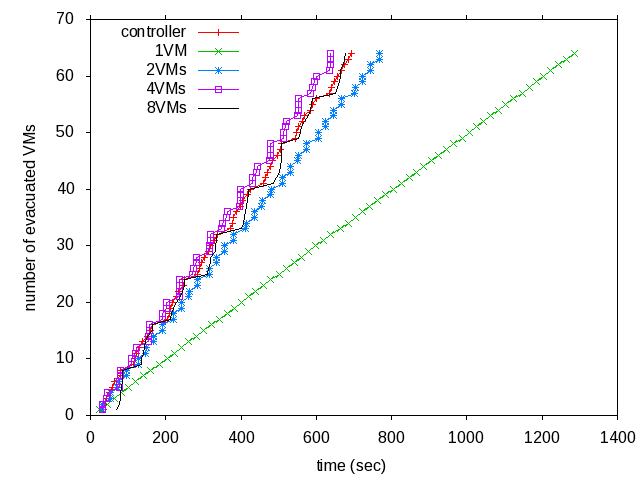 70
60
50
40
30
20
10
0
number of evacuated VMs
controller
1VM
2VMs
4VMs
8VMs
0 200 400 600 800 1000 1200 1400
time (sec)